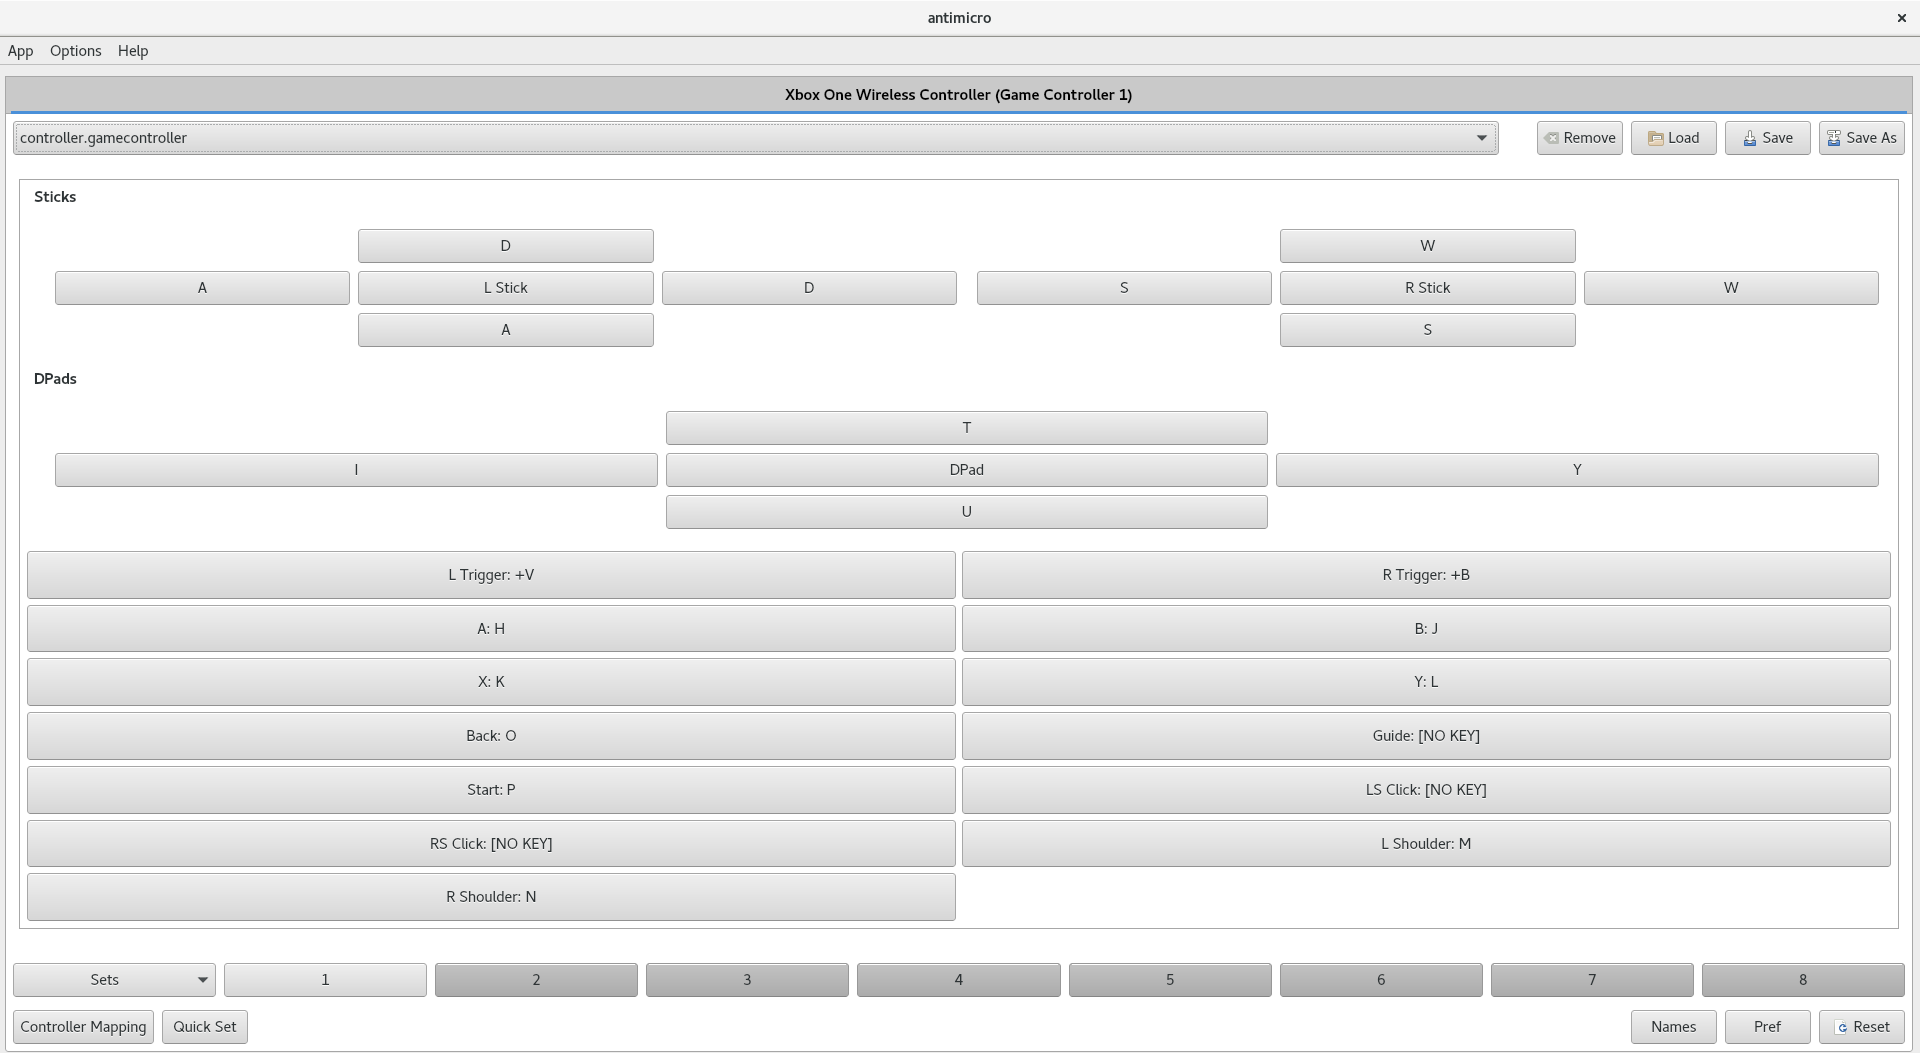 antimicro
App Options Help
Xbox One Wireless Controller (Game Controller 1)
controller.gamecontroller Remove Load Save Save As
Sticks
D W
A L Stick D S R Stick W
A S
DPads
T
I DPad Y
U
L Trigger: +V R Trigger: +B
A: H B: J
X: K Y: L
Back: O Guide: [NO KEY]
Start: P LS Click: [NO KEY]
RS Click: [NO KEY] L Shoulder: M
R Shoulder: N
Sets 1 2 3 4 5 6 7 8
Controller Mapping Quick Set Names Pref Reset